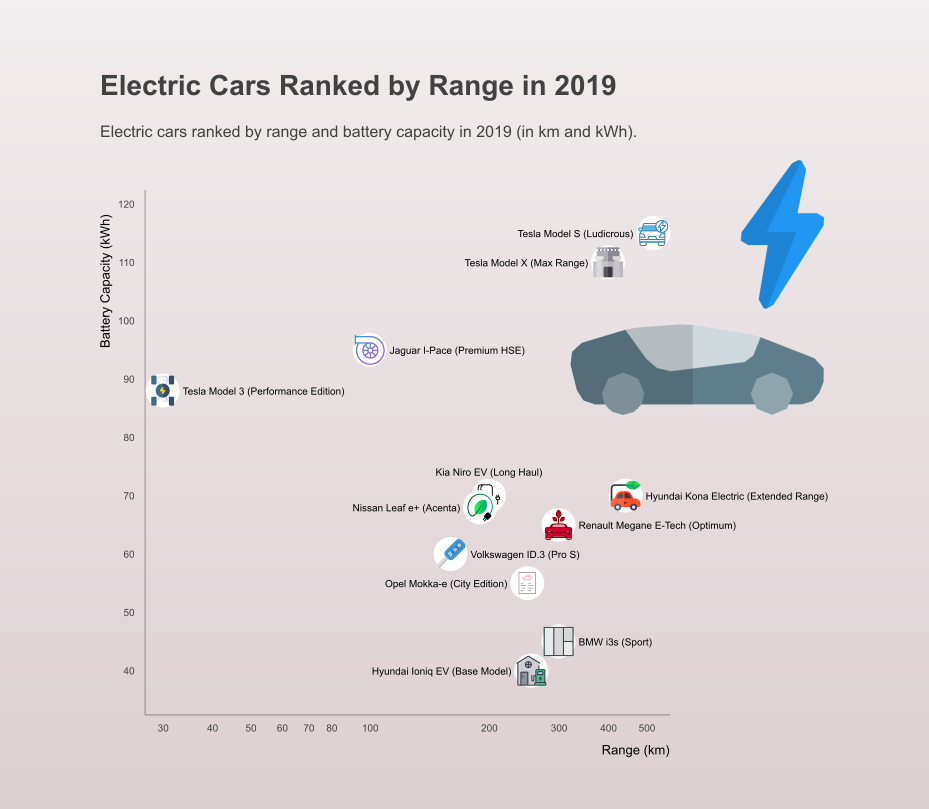 Electric Cars Ranked by Range in 2019
Electric cars ranked by range and battery capacity in 2019 (in km and kWh).
Battery Capacity (kWh)
120
110
100
90
80
70
60
50
40
Tesla Model S (Ludicrous)
Tesla Model X (Max Range)
Jaguar I-Pace (Premium HSE)
Tesla Model 3 (Performance Edition)
Kia Niro EV (Long Haul)
Hyundai Kona Electric (Extended Range)
Nissan Leaf e+ (Acenta)
Renault Megane E-Tech (Optimum)
Volkswagen ID.3 (Pro S)
Opel Mokka-e (City Edition)
BMW i3s (Sport)
Hyundai Ioniq EV (Base Model)
30 40 50 60 70 80 100 200 300 400 500
Range (km)